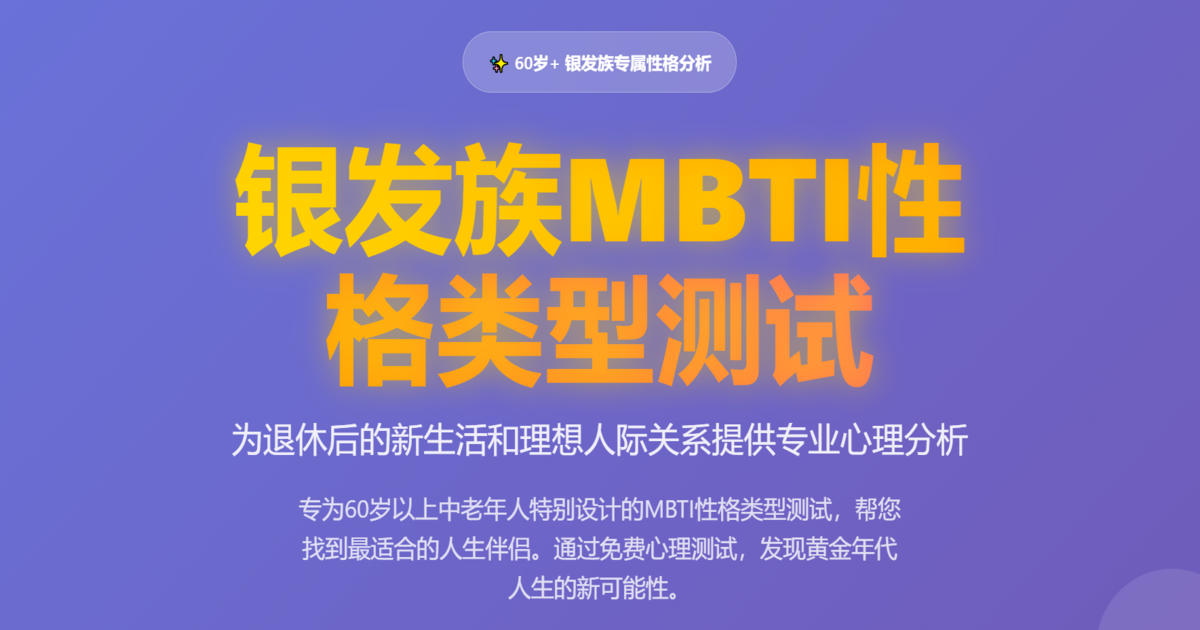 ✨ 60岁+ 银发族专属性格分析
银发族MBTI性
格类型测试
为退休后的新生活和理想人际关系提供专业心理分析
专为60岁以上中老年人特别设计的MBTI性格类型测试，帮您
找到最适合的人生伴侣。通过免费心理测试，发现黄金年代
人生的新可能性。